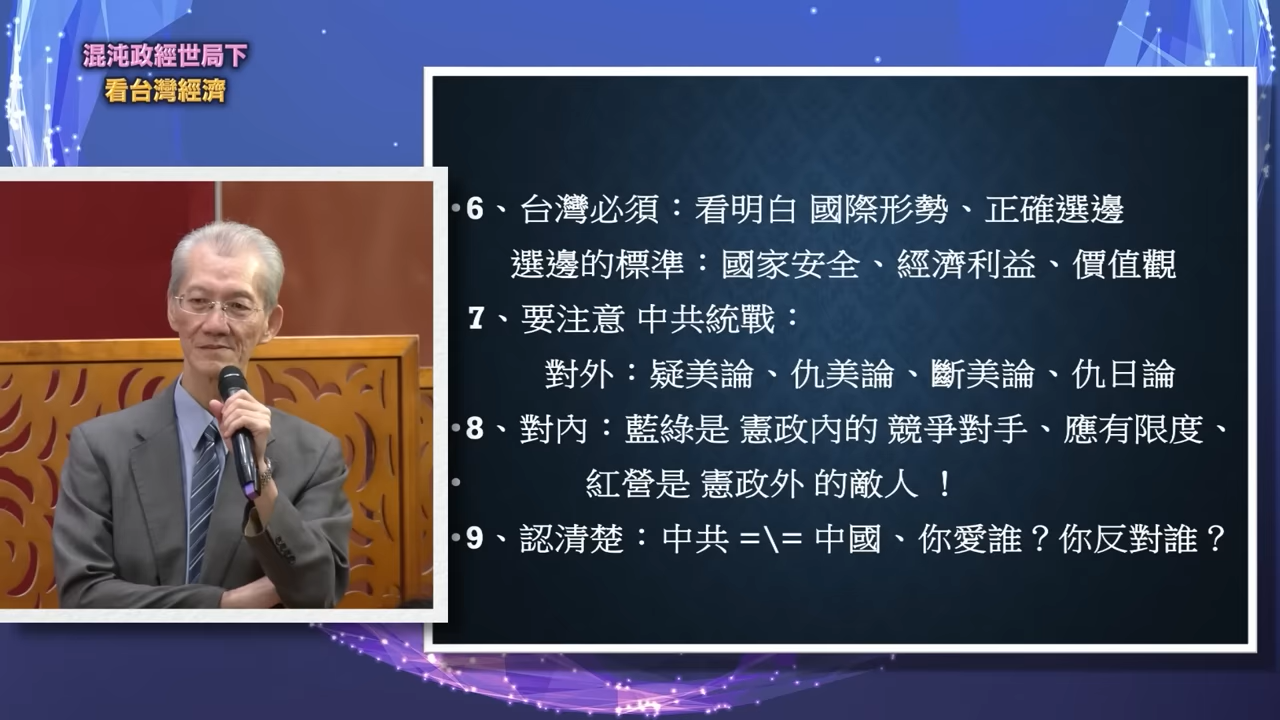 混沌政經世局下
看台灣經濟
•6、台灣必須：看明白 國際形勢、正確選邊
選邊的標準：國家安全、經濟利益、價值觀
7、要注意 中共統戰：
對外：疑美論、仇美論、斷美論、仇日論
•8、對內：藍綠是 憲政內的 競爭對手、應有限度、
• 紅營是 憲政外 的敵人 ！
•9、認清楚：中共 =\= 中國、你愛誰？你反對誰？